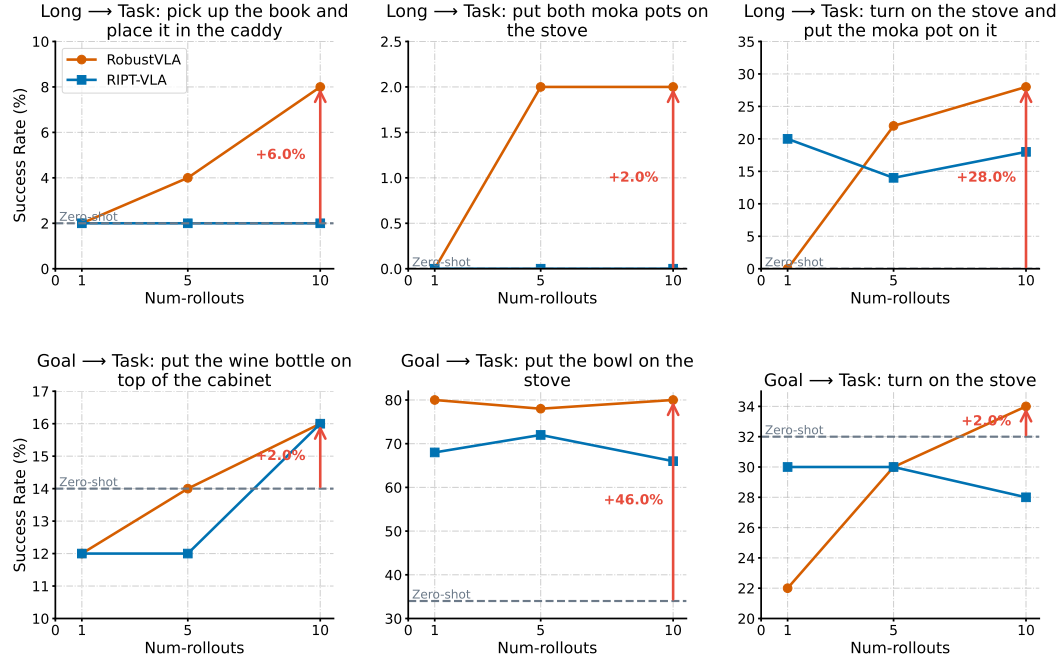 Long ⟶ Task: pick up the book and
place it in the caddy
10
8
6
4
2
0
Success Rate (%)
RobustVLA
RIPT-VLA
+6.0%
Zero-shot
0 1 5 10
Num-rollouts
Long ⟶ Task: put both moka pots on
the stove
2.5
2.0
1.5
1.0
0.5
0.0
+2.0%
Zero-shot
0 1 5 10
Num-rollouts
Long ⟶ Task: turn on the stove and
put the moka pot on it
35
30
25
20
15
10
5
0
+28.0%
Zero-shot
0 1 5 10
Num-rollouts
Goal ⟶ Task: put the wine bottle on
top of the cabinet
17
16
15
14
13
12
11
10
Success Rate (%)
+2.0%
Zero-shot
0 1 5 10
Num-rollouts
Goal ⟶ Task: put the bowl on the
stove
80
70
60
50
40
30
+46.0%
Zero-shot
0 1 5 10
Num-rollouts
Goal ⟶ Task: turn on the stove
34
32
30
28
26
24
22
20
+2.0%
Zero-shot
0 1 5 10
Num-rollouts